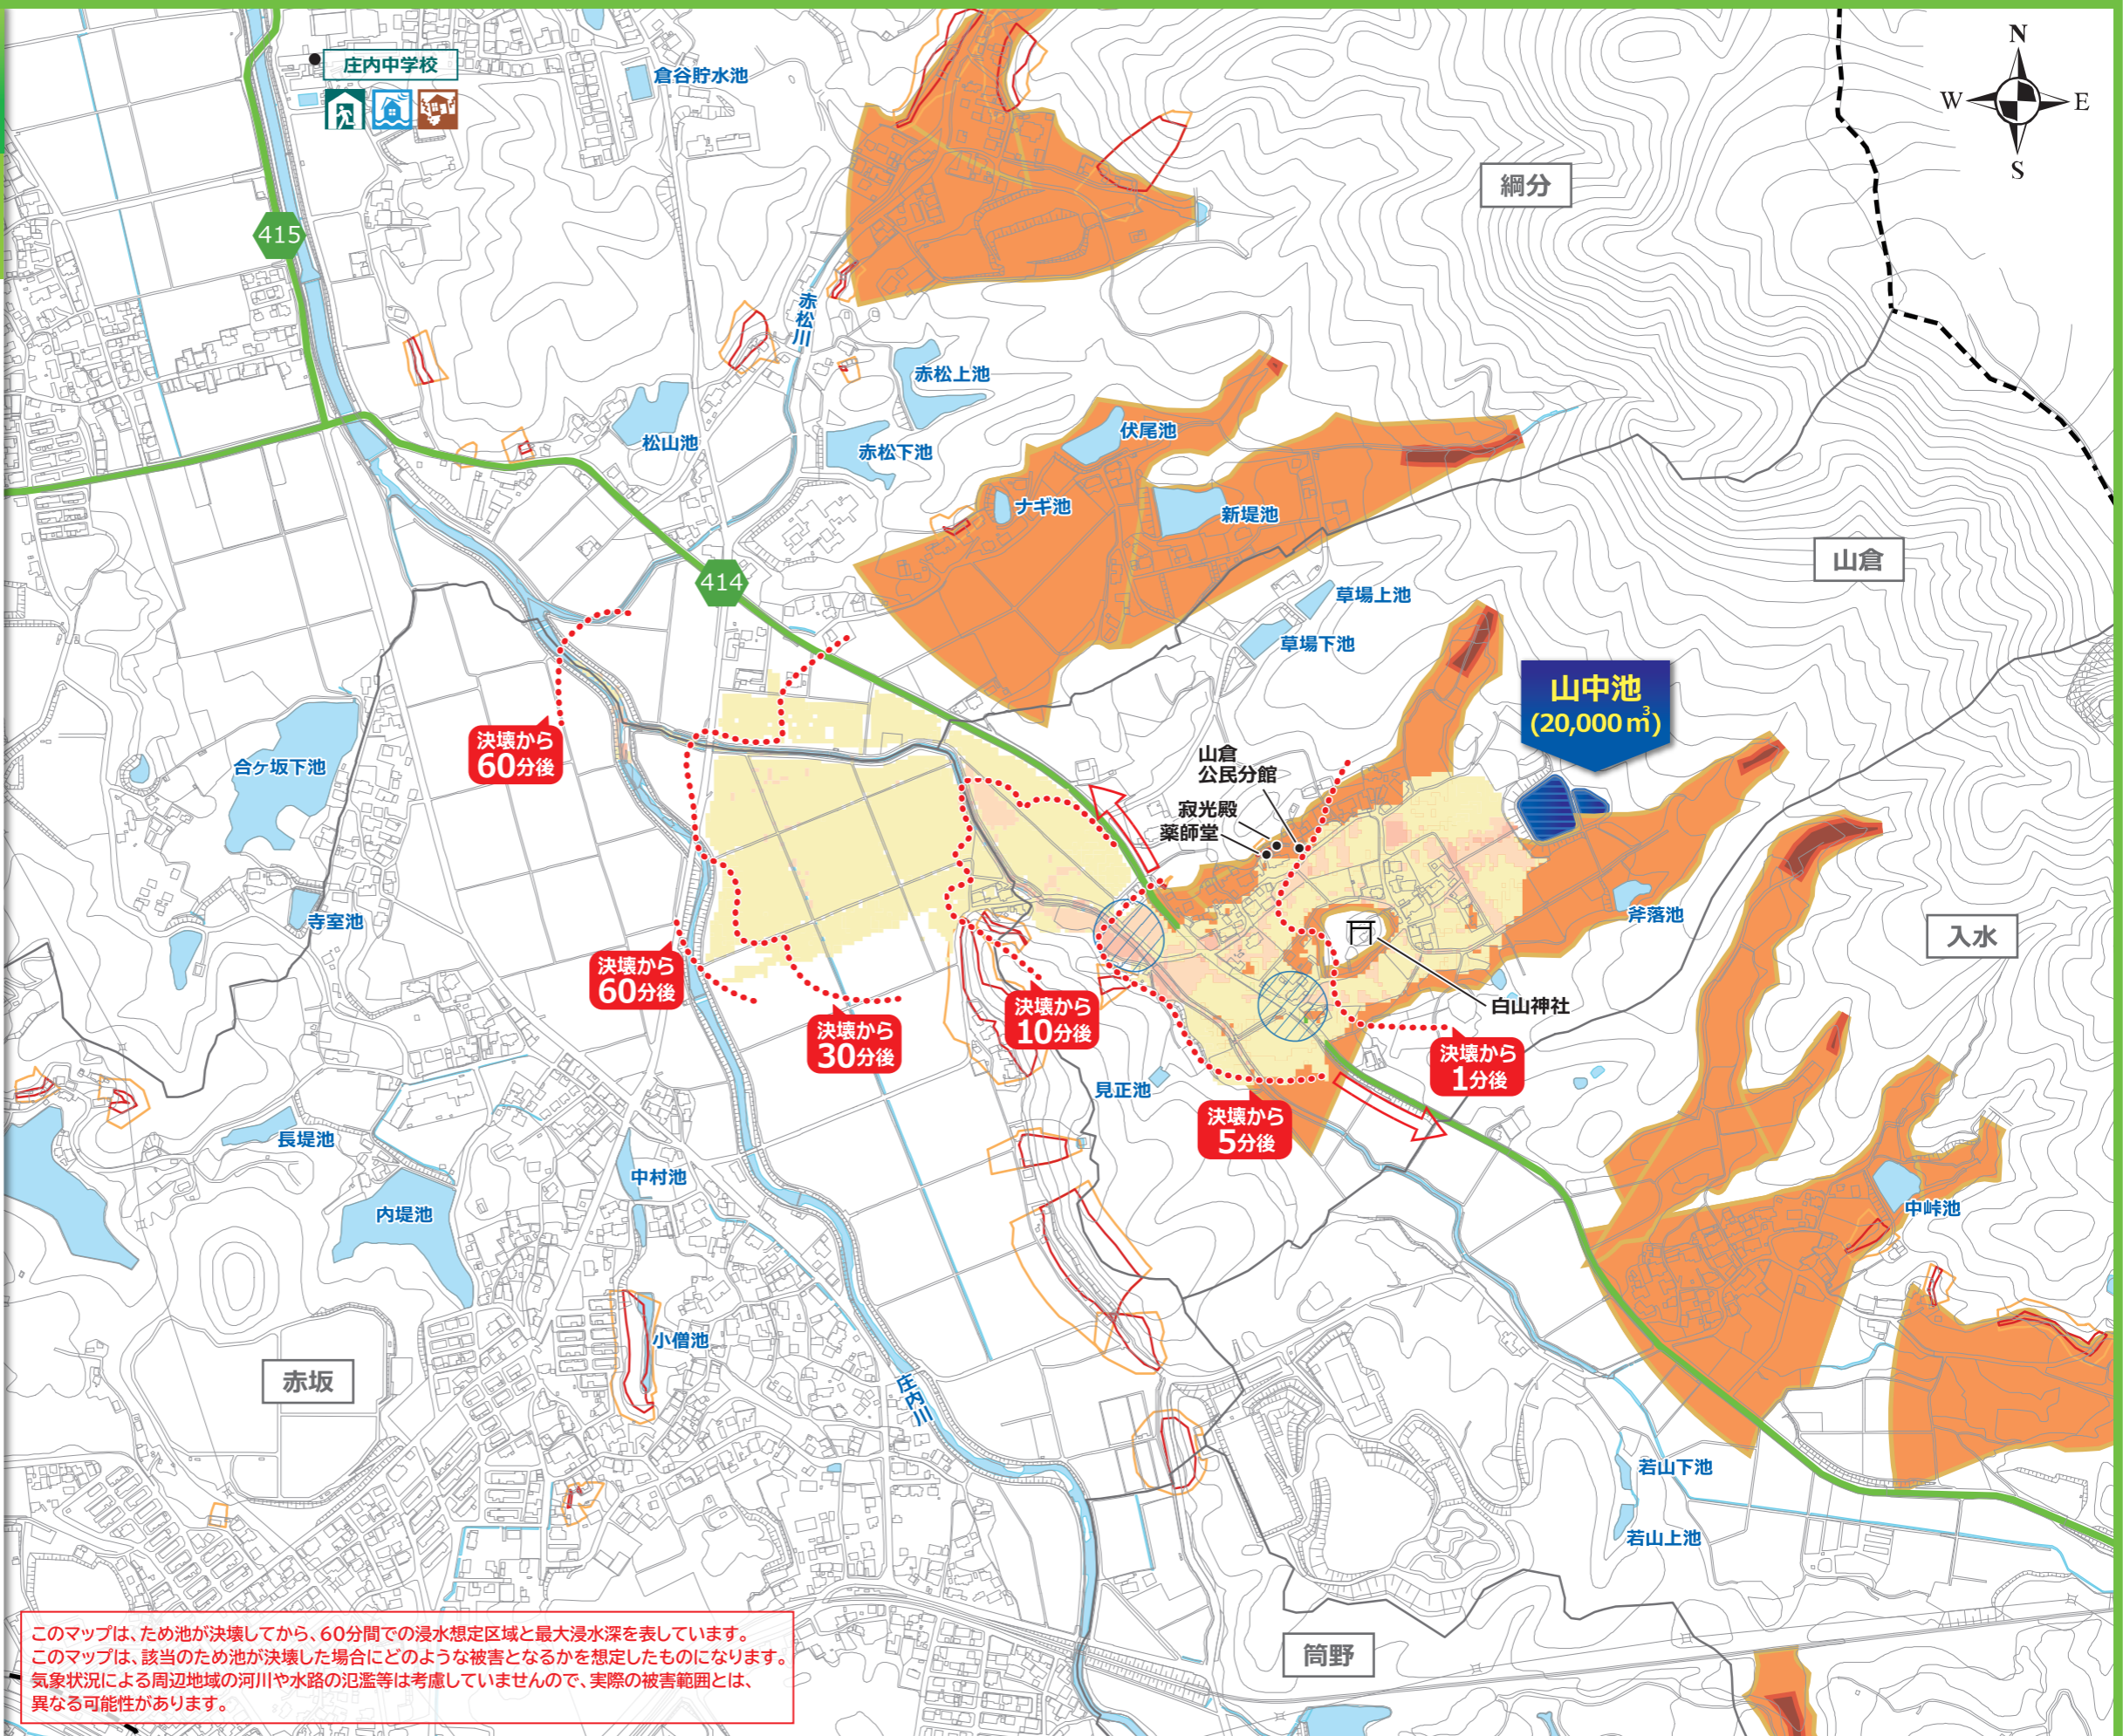 庄内中学校
倉谷貯水池
N
W
E
S
綱分
415
赤松川
赤松上池
松山池
赤松下池
伏尾池
ナギ池
新堤池
山倉
414
草場上池
草場下池
山中池
(20,000㎥)
決壊から
60分後
合ヶ坂下池
山倉
公民分館
寂光殿
薬師堂
斧落池
入水
寺室池
決壊から
60分後
決壊から
10分後
白山神社
決壊から
30分後
決壊から
1分後
見正池
決壊から
5分後
長堤池
中村池
内堤池
中峠池
小僧池
赤坂
庄内川
若山下池
若山上池
筒野
このマップは、ため池が決壊してから、60分間での浸水想定区域と最大浸水深を表しています。
このマップは、該当のため池が決壊した場合にどのような被害となるかを想定したものになります。
気象状況による周辺地域の河川や水路の氾濫等は考慮していませんので、実際の被害範囲とは、
異なる可能性があります。